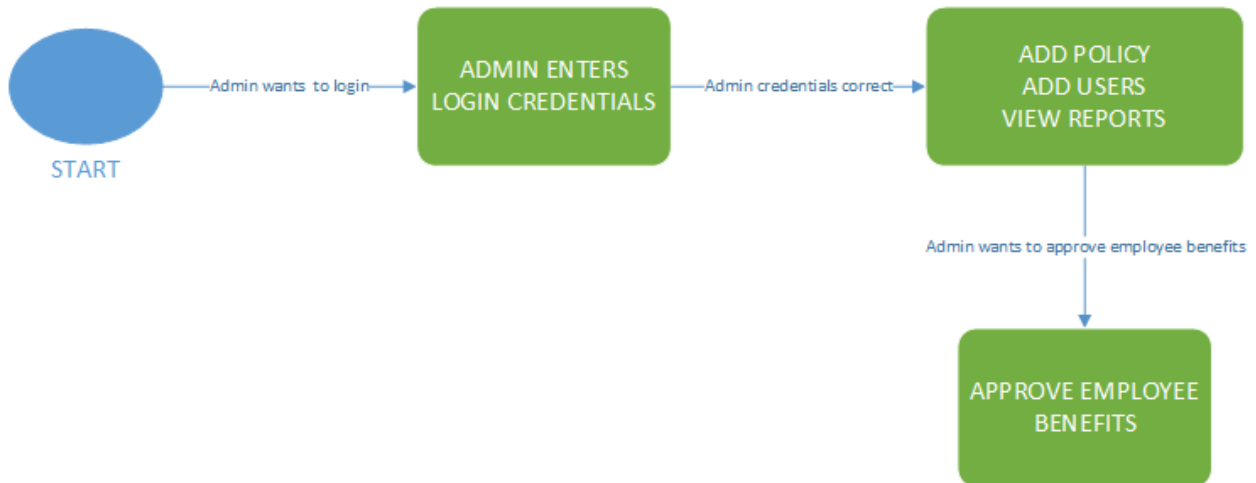 Admin wants to login
ADMIN ENTERS
LOGIN CREDENTIALS
Admin credentials correct
ADD POLICY
ADD USERS
VIEW REPORTS
START
Admin wants to approve employee benefits
APPROVE EMPLOYEE
BENEFITS